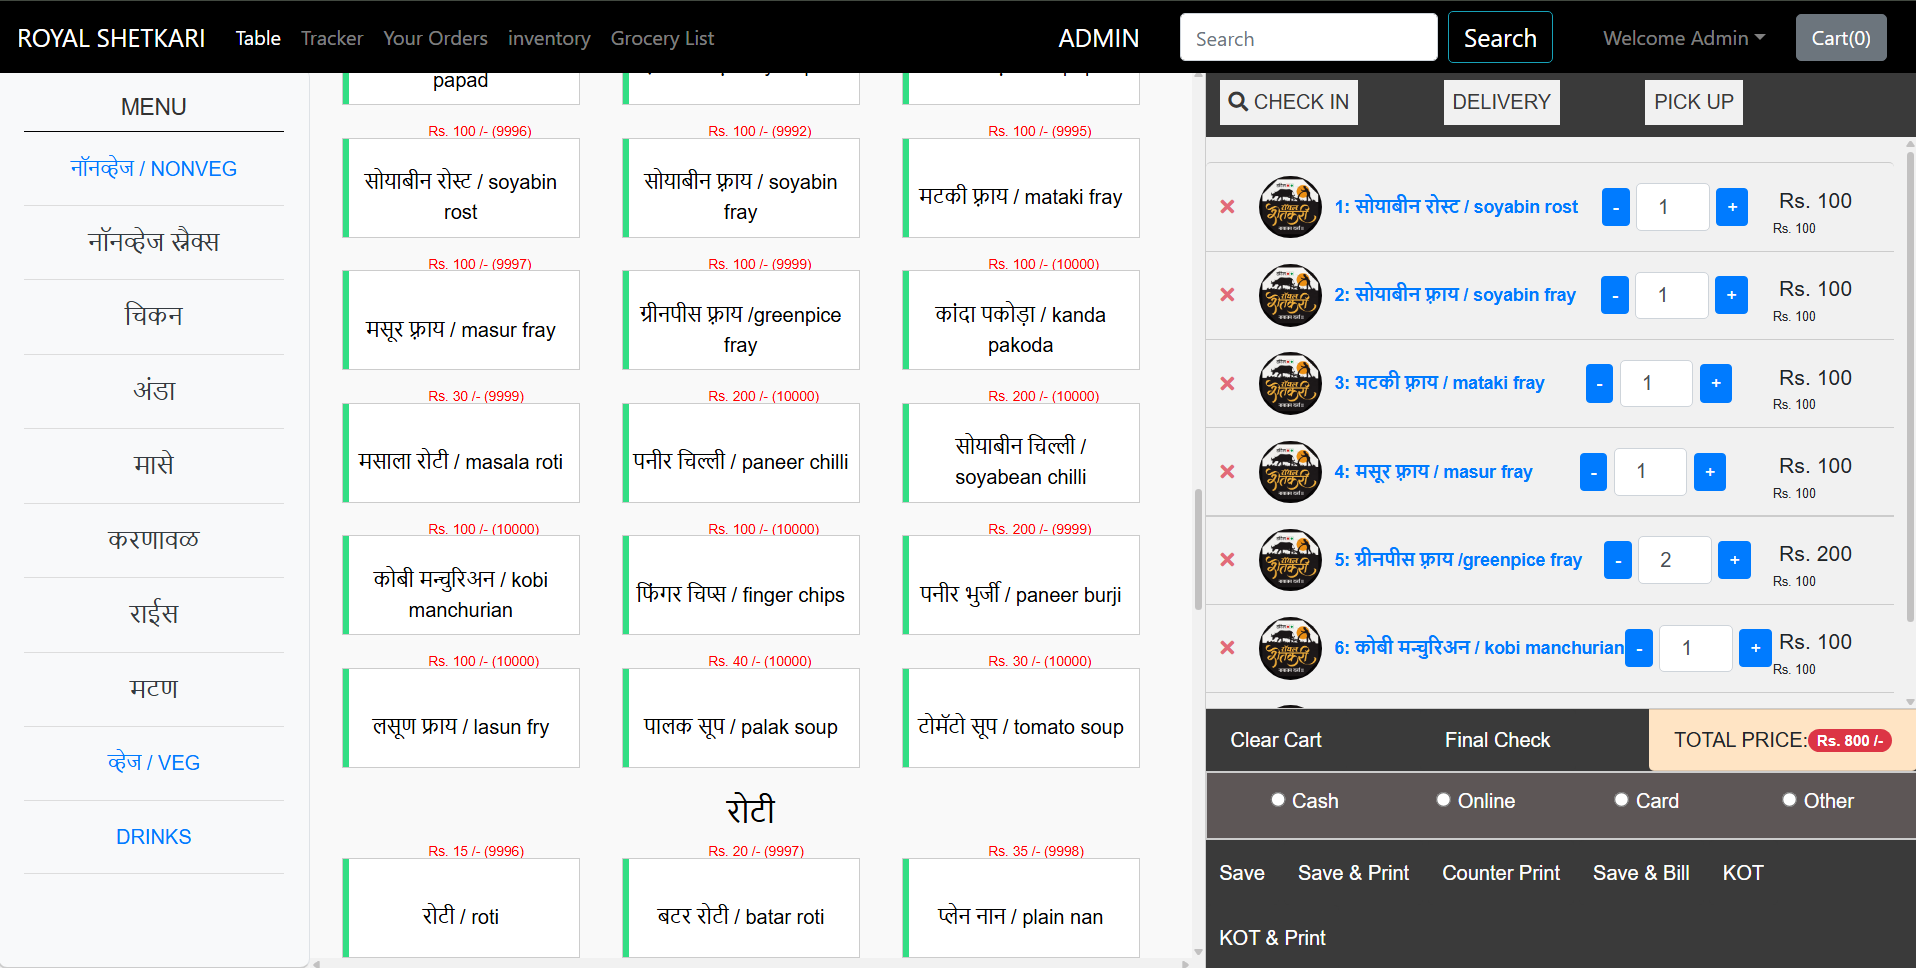 ROYAL SHETKARI Table Tracker Your Orders inventory Grocery List ADMIN Search Search Welcome Admin Cart(0)
MENU
नॉनव्हेज / NONVEG
नॉनव्हेज स्नॅक्स
चिकन
अंडा
मासे
करणावळ
राईस
मटण
व्हेज / VEG
DRINKS
papad
Rs. 100 /- (9996) Rs. 100 /- (9992) Rs. 100 /- (9995)
सोयाबीन रोस्ट / soyabin rost
सोयाबीन फ़्राय / soyabin fray
मटकी फ़्राय / mataki fray
Rs. 100 /- (9997) Rs. 100 /- (9999) Rs. 100 /- (10000)
मसूर फ़्राय / masur fray
ग्रीनपीस फ़्राय /greenpice fray
कांदा पकोड़ा / kanda pakoda
Rs. 30 /- (9999) Rs. 200 /- (10000) Rs. 200 /- (10000)
मसाला रोटी / masala roti
पनीर चिल्ली / paneer chilli
सोयाबीन चिल्ली / soyabean chilli
Rs. 100 /- (10000) Rs. 100 /- (10000) Rs. 200 /- (9999)
कोबी मन्चुरिअन / kobi manchurian
फिंगर चिप्स / finger chips
पनीर भुर्जी / paneer burji
Rs. 100 /- (10000) Rs. 40 /- (10000) Rs. 30 /- (10000)
लसूण फ्राय / lasun fry
पालक सूप / palak soup
टोमॅटो सूप / tomato soup
रोटी
Rs. 15 /- (9996) Rs. 20 /- (9997) Rs. 35 /- (9998)
रोटी / roti
बटर रोटी / batar roti
प्लेन नान / plain nan
CHECK IN DELIVERY PICK UP
1: सोयाबीन रोस्ट / soyabin rost - 1 + Rs. 100
Rs. 100
2: सोयाबीन फ़्राय / soyabin fray - 1 + Rs. 100
Rs. 100
3: मटकी फ़्राय / mataki fray - 1 + Rs. 100
Rs. 100
4: मसूर फ़्राय / masur fray - 1 + Rs. 100
Rs. 100
5: ग्रीनपीस फ़्राय /greenpice fray - 2 + Rs. 200
Rs. 100
6: कोबी मन्चुरिअन / kobi manchurian - 1 + Rs. 100
Rs. 100
Clear Cart Final Check TOTAL PRICE: Rs. 800 /-
Cash Online Card Other
Save Save & Print Counter Print Save & Bill KOT
KOT & Print